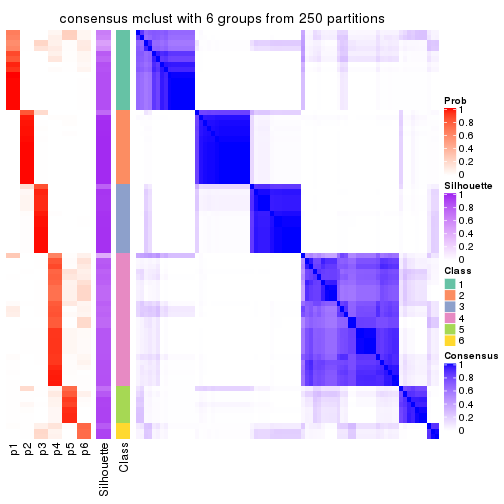 consensus mclust with 6 groups from 250 partitions
Prob
1
0.8
0.6
0.4
0.2
0
Silhouette
1
0.8
0.6
0.4
0.2
0
Class
1
2
3
4
5
6
Consensus
1
0.8
0.6
0.4
0.2
0
p1
p2
p3
p4
p5
p6
Silhouette
Class